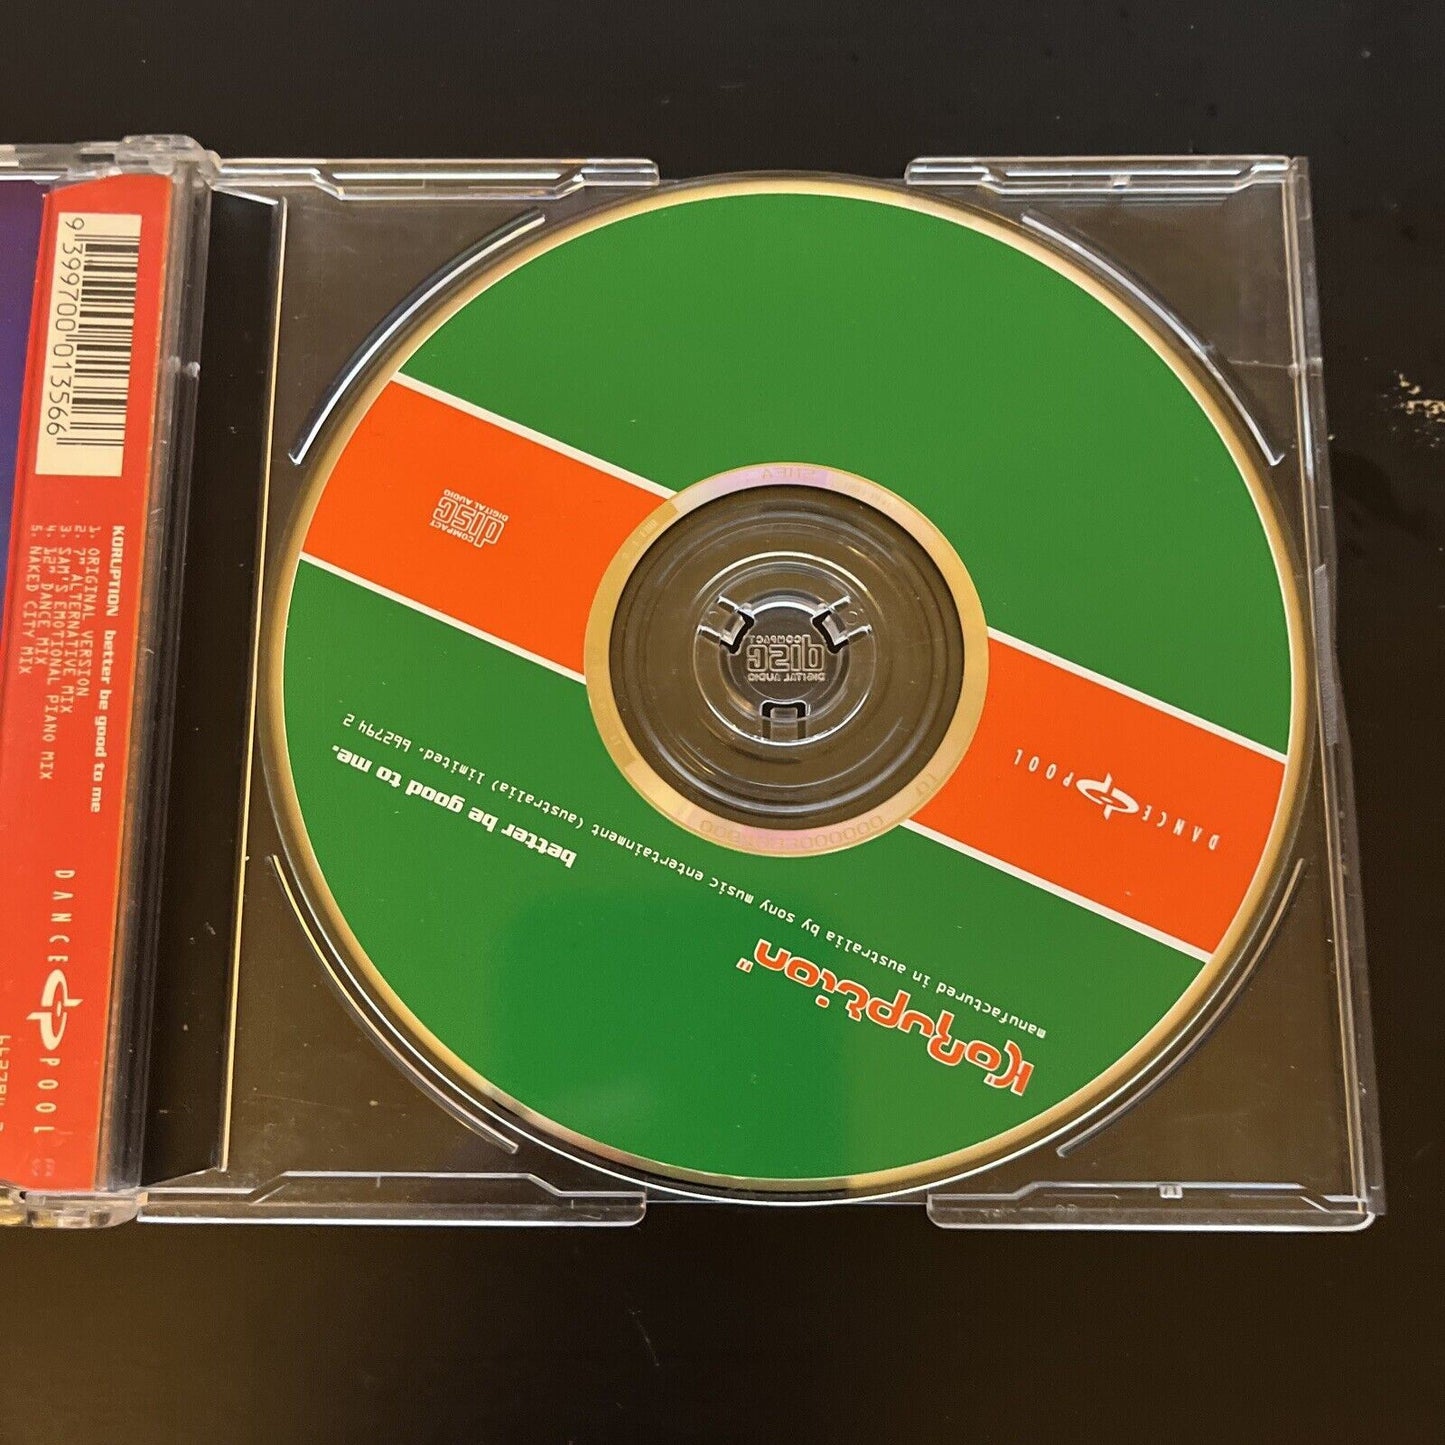 9 399700 013566
KORUPTION better be good to me
1. ORIGINAL VERSION
2. 7" ALTERNATIVE MIX
3. SAM'S EMOTIONAL PIANO MIX
4. 12" DANCE MIX
5. NAKED CITY MIX
DANCE POOL
662794 2
"KoRuption"
better be good to me.
manufactured in australia by sony music entertainment (australia) limited. 662794 2
DANCE POOL
COMPACT
disc
DIGITAL AUDIO
COMPACT
disc
DIGITAL AUDIO